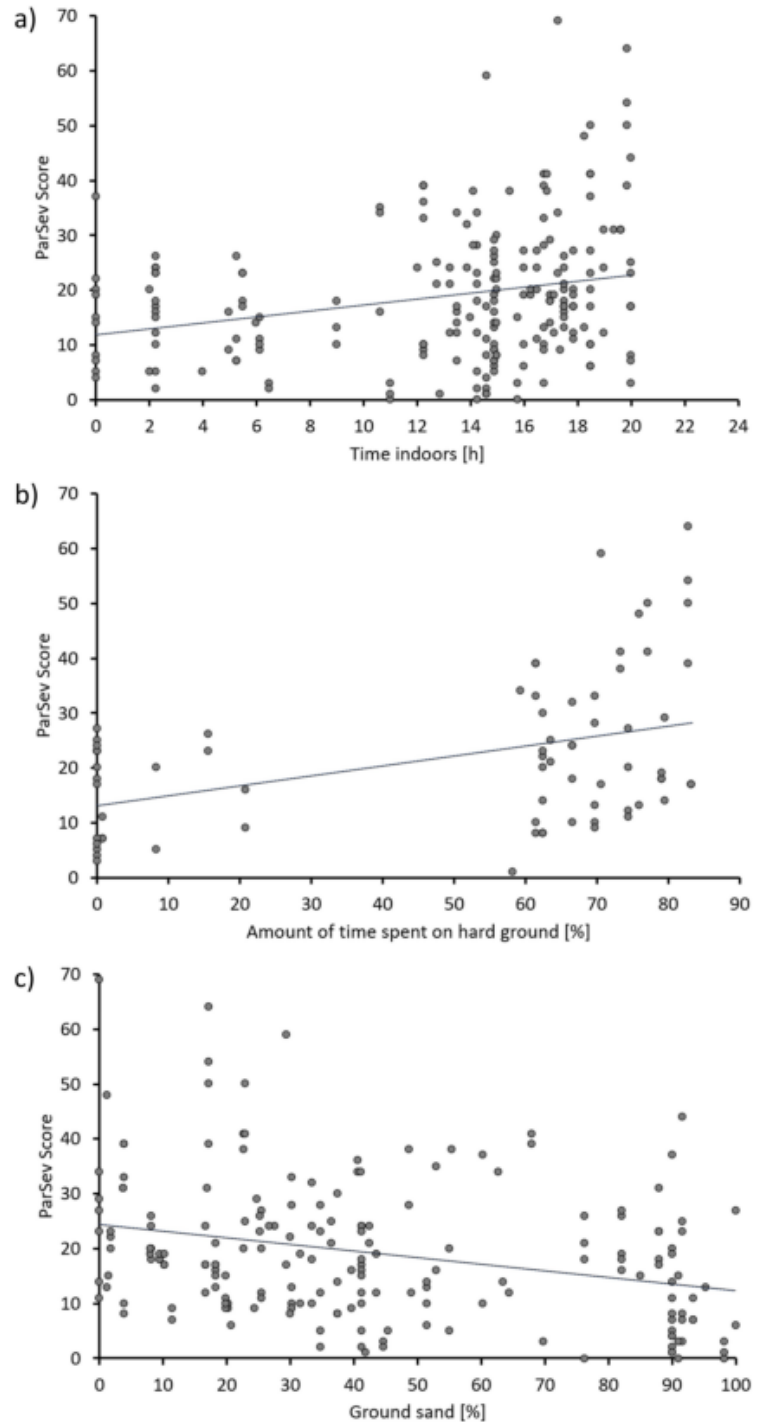 a)
70
60
50
40
30
20
10
0
ParSev Score
0 2 4 6 8 10 12 14 16 18 20 22 24
Time indoors [h]
b)
70
60
50
40
30
20
10
0
ParSev Score
0 10 20 30 40 50 60 70 80 90
Amount of time spent on hard ground [%]
c)
70
60
50
40
30
20
10
0
ParSev Score
0 10 20 30 40 50 60 70 80 90 100
Ground sand [%]